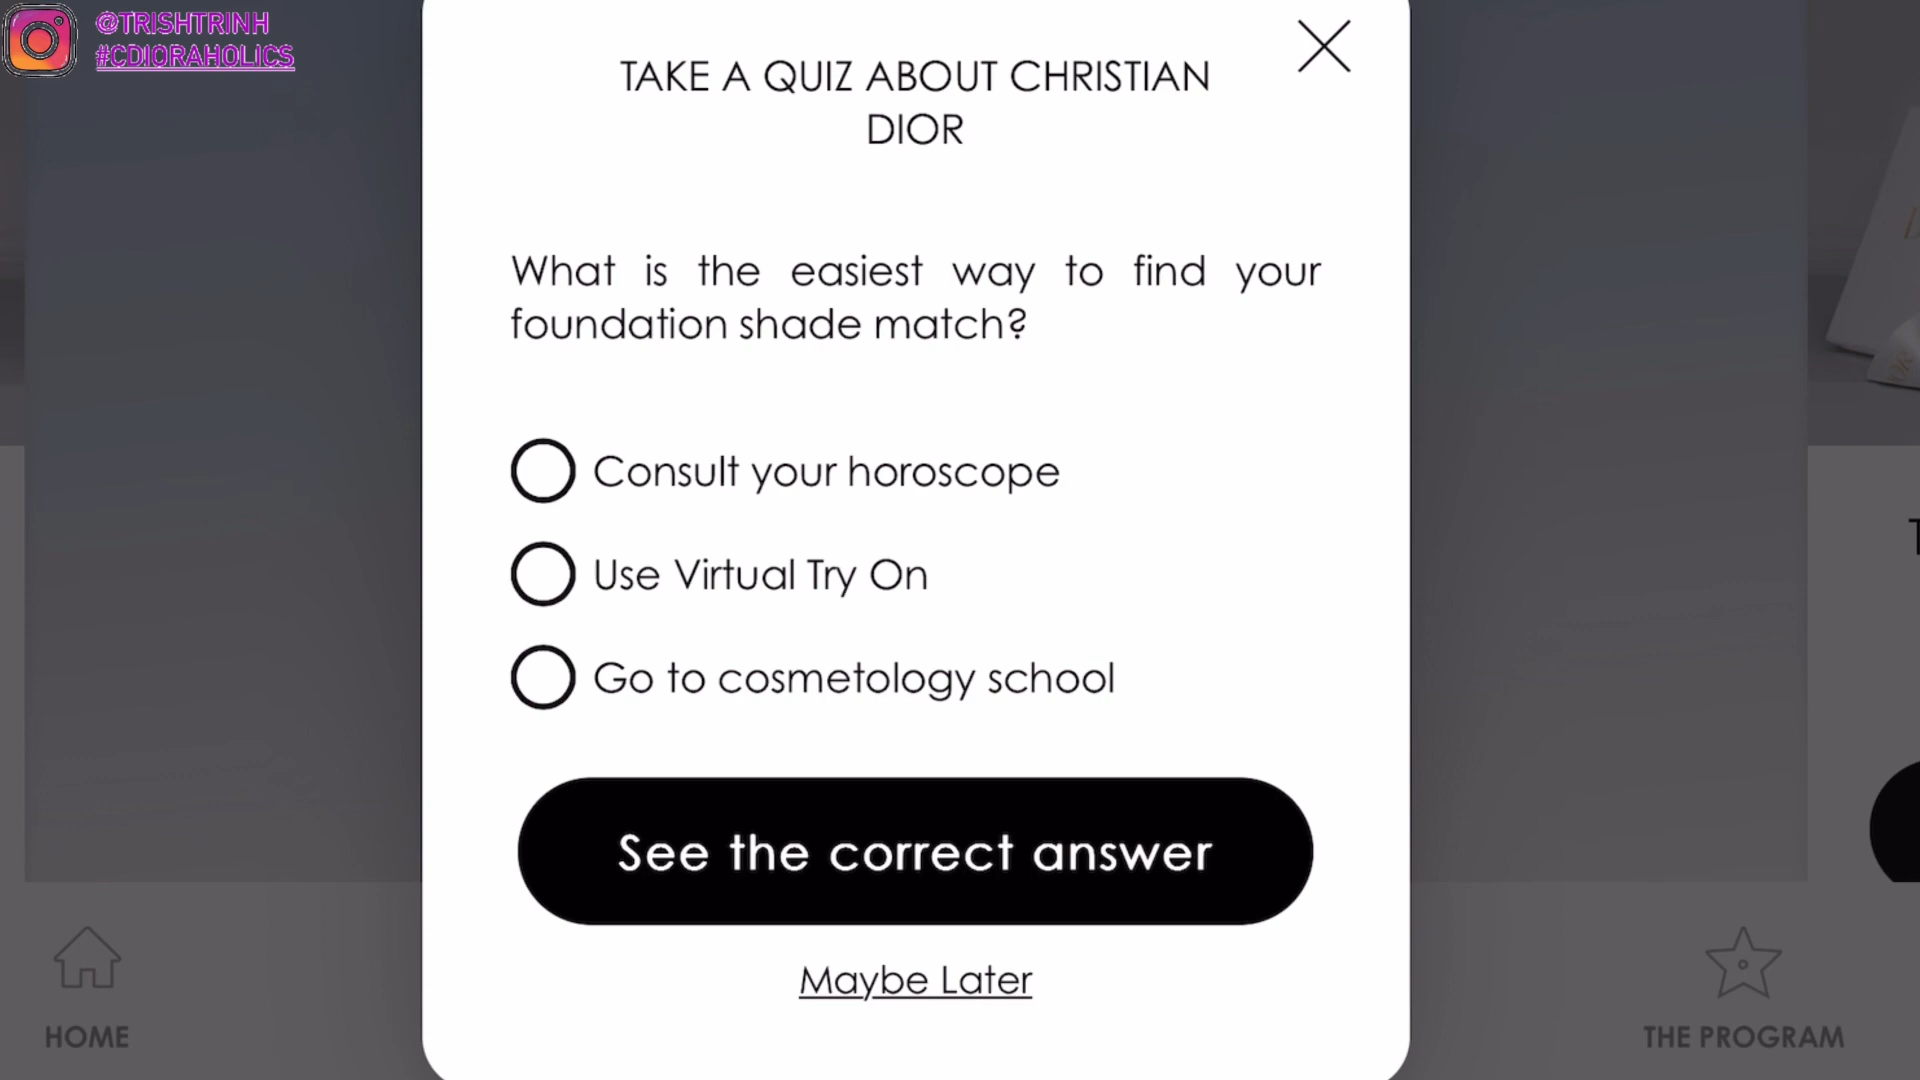 @TRISHTRINH
#CDIORAHOLICS
TAKE A QUIZ ABOUT CHRISTIAN
DIOR
What is the easiest way to find your
foundation shade match?
Consult your horoscope
Use Virtual Try On
Go to cosmetology school
See the correct answer
Maybe Later
HOME
THE PROGRAM